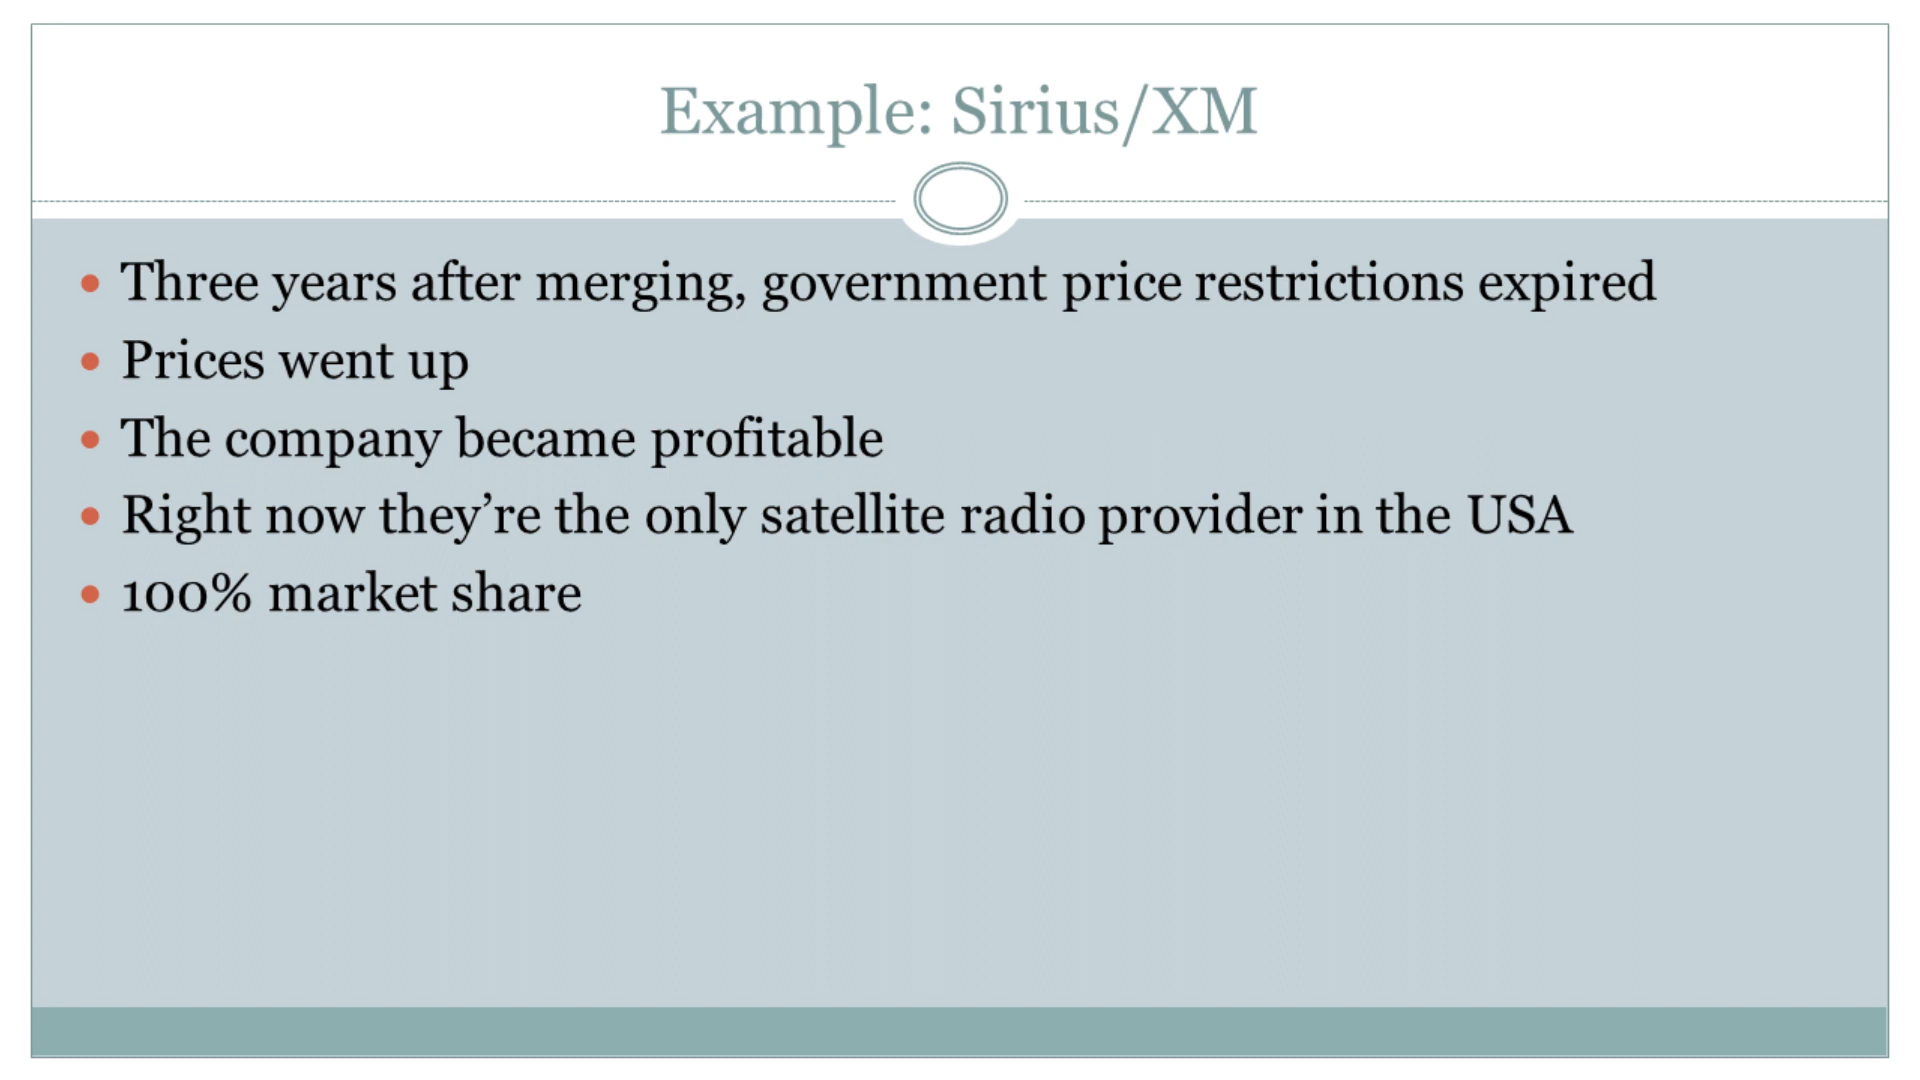 Example: Sirius/XM
• Three years after merging, government price restrictions expired
• Prices went up
• The company became profitable
• Right now they’re the only satellite radio provider in the USA
• 100% market share